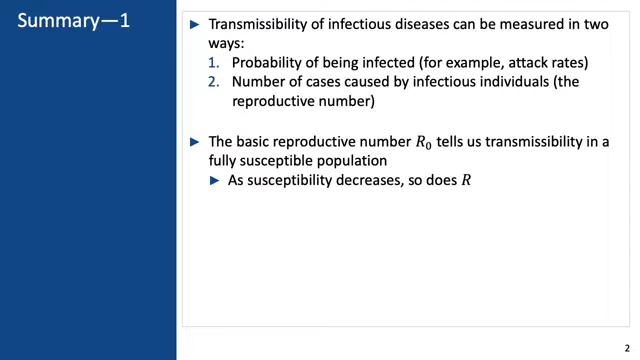 Summary—1
► Transmissibility of infectious diseases can be measured in two
ways:
1. Probability of being infected (for example, attack rates)
2. Number of cases caused by infectious individuals (the
reproductive number)
► The basic reproductive number R₀ tells us transmissibility in a
fully susceptible population
► As susceptibility decreases, so does R
2